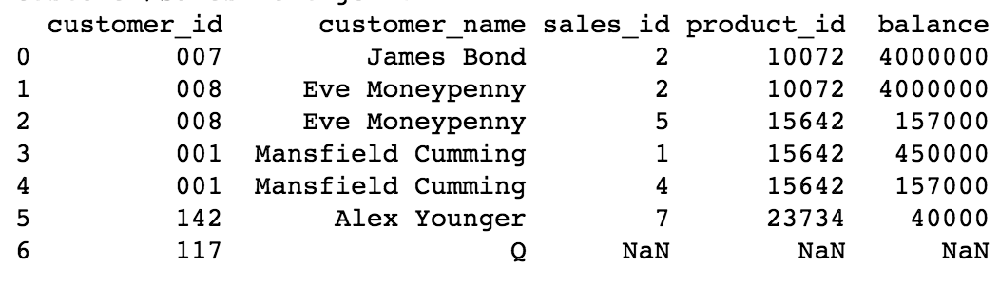 customer_id customer_name sales_id product_id balance
0 007 James Bond 2 10072 4000000
1 008 Eve Moneypenny 2 10072 4000000
2 008 Eve Moneypenny 5 15642 157000
3 001 Mansfield Cumming 1 15642 450000
4 001 Mansfield Cumming 4 15642 157000
5 142 Alex Younger 7 23734 40000
6 117 Q NaN NaN NaN